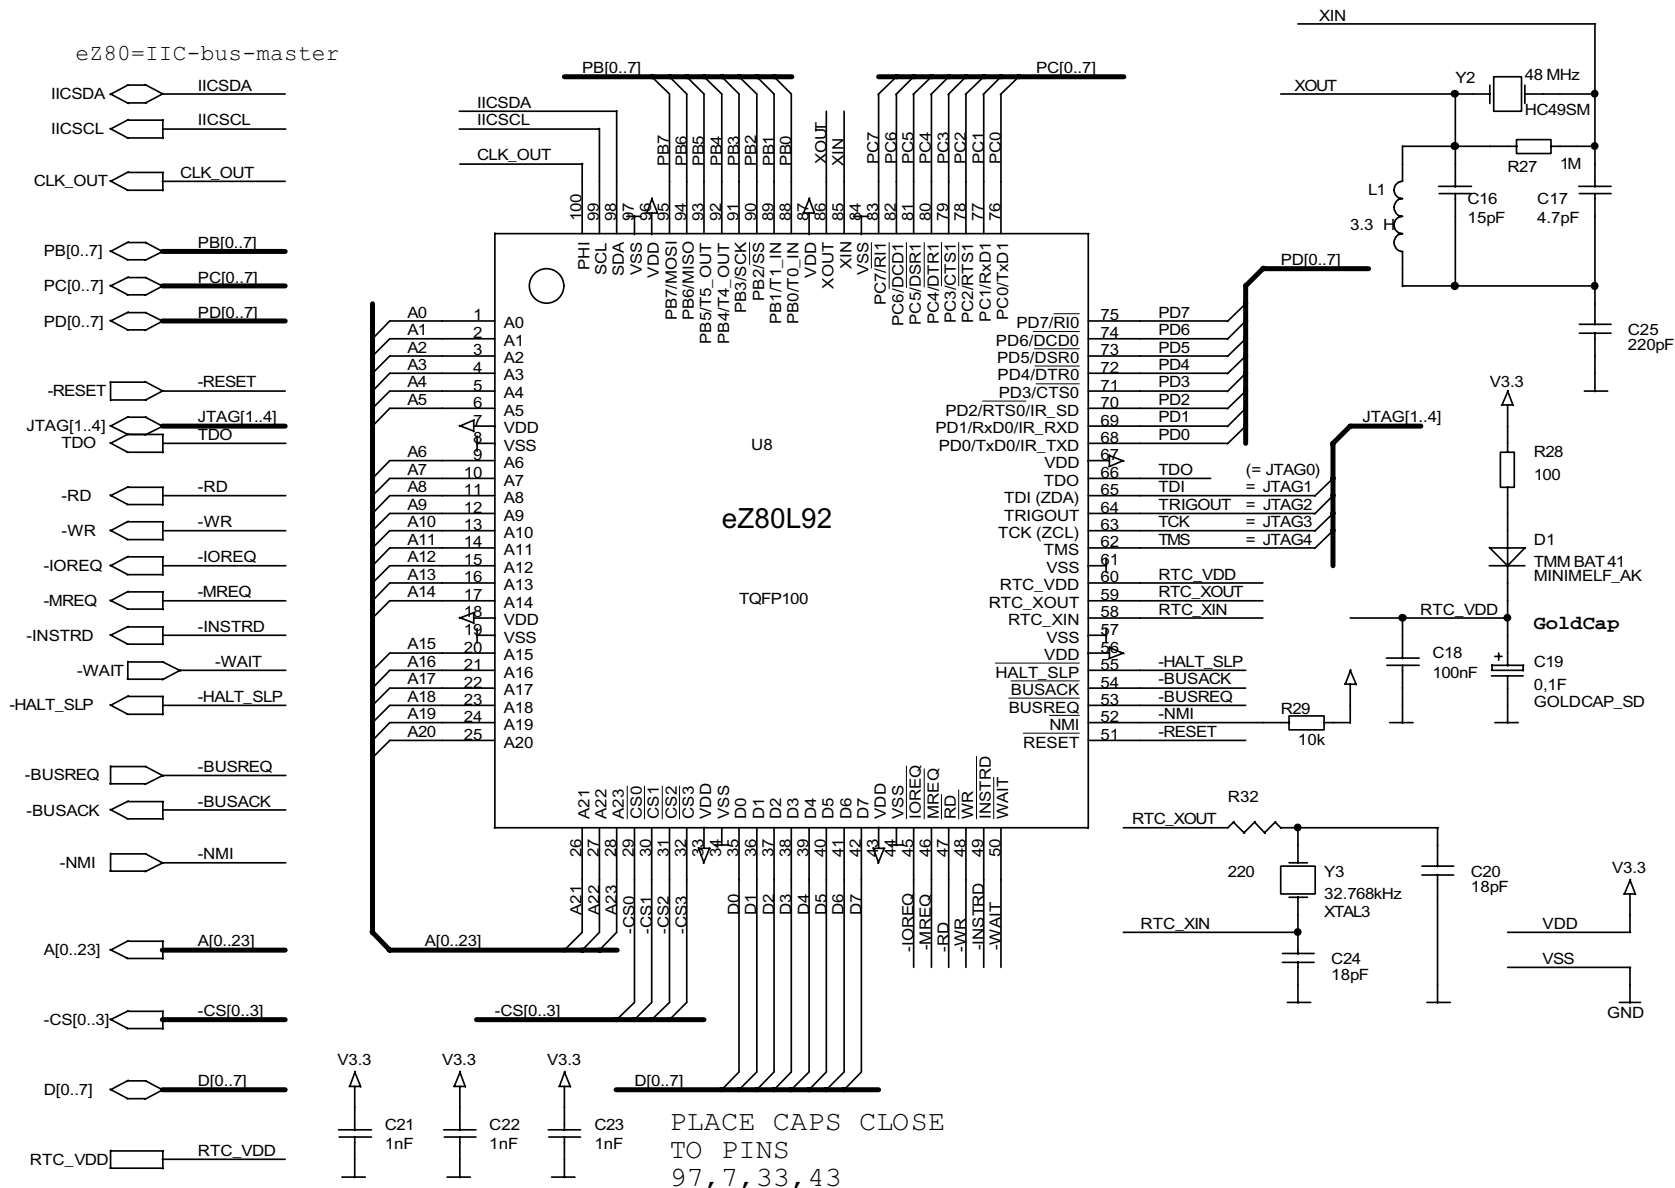 eZ80=IIC-bus-master
IICSDA IICSDA
IICSCL IICSCL
CLK_OUT CLK_OUT
PB[0..7] PB[0..7]
PC[0..7] PC[0..7]
PD[0..7] PD[0..7]
-RESET -RESET
JTAG[1..4] JTAG[1..4]
TDO TDO
-RD -RD
-WR -WR
-IOREQ -IOREQ
-MREQ -MREQ
-INSTRD -INSTRD
-WAIT -WAIT
-HALT_SLP -HALT_SLP
-BUSREQ -BUSREQ
-BUSACK -BUSACK
-NMI -NMI
A[0..23] A[0..23]
-CS[0..3] -CS[0..3]
D[0..7] D[0..7]
RTC_VDD RTC_VDD
PB[0..7]
PC[0..7]
IICSDA
IICSCL
CLK_OUT
PB7 PB6 PB5 PB4 PB3 PB2 PB1 PB0 XOUT XIN PC7 PC6 PC5 PC4 PC3 PC2 PC1 PC0
100 99 98 97 96 95 94 93 92 91 90 89 88 87 86 85 84 83 82 81 80 79 78 77 76
PHI SCL SDA VSS VDD PB7/MOSI PB6/MISO PB5/T5_OUT PB4/T4_OUT PB3/SCK PB2/SS PB1/T1_IN PB0/T0_IN VDD XOUT XIN VSS PC7/RI1 PC6/DCD1 PC5/DSR1 PC4/DTR1 PC3/CTS1 PC2/RTS1 PC1/RxD1 PC0/TxD1
A0 1 A0
A1 2 A1
A2 3 A2
A3 4 A3
A4 5 A4
A5 6 A5
7 VDD
8 VSS
A6 9 A6
A7 10 A7
A8 11 A8
A9 12 A9
A10 13 A10
A11 14 A11
A12 15 A12
A13 16 A13
A14 17 A14
18 VDD
19 VSS
A15 20 A15
A16 21 A16
A17 22 A17
A18 23 A18
A19 24 A19
A20 25 A20
U8
eZ80L92
TQFP100
PD7/RI0 75 PD7
PD6/DCD0 74 PD6
PD5/DSR0 73 PD5
PD4/DTR0 72 PD4
PD3/CTS0 71 PD3
PD2/RTS0/IR_SD 70 PD2
PD1/RxD0/IR_RXD 69 PD1
PD0/TxD0/IR_TXD 68 PD0
VDD 67
TDO 66 TDO (= JTAG0)
TDI (ZDA) 65 TDI = JTAG1
TRIGOUT 64 TRIGOUT = JTAG2
TCK (ZCL) 63 TCK = JTAG3
TMS 62 TMS = JTAG4
VSS 61
RTC_VDD 60 RTC_VDD
RTC_XOUT 59 RTC_XOUT
RTC_XIN 58 RTC_XIN
VSS 57
VDD 56
HALT_SLP 55 -HALT_SLP
BUSACK 54 -BUSACK
BUSREQ 53 -BUSREQ
NMI 52 -NMI
RESET 51 -RESET
PD[0..7]
JTAG[1..4]
A21 A22 A23 CS0 CS1 CS2 CS3 VDD VSS D0 D1 D2 D3 D4 D5 D6 D7 VDD VSS IOREQ MREQ RD WR INSTRD WAIT
26 27 28 29 30 31 32 33 34 35 36 37 38 39 40 41 42 43 44 45 46 47 48 49 50
A21 A22 A23 -CS0 -CS1 -CS2 -CS3 D0 D1 D2 D3 D4 D5 D6 D7 -IOREQ -MREQ -RD -WR -INSTRD -WAIT
A[0..23]
-CS[0..3]
D[0..7]
XIN
XOUT
Y2
48 MHz
HC49SM
R27
1M
L1
3.3 H
C16
15pF
C17
4.7pF
C25
220pF
V3.3
R28
100
D1
TMM BAT 41
MINIMELF_AK
RTC_VDD
GoldCap
C18
100nF
+
C19
0,1F
GOLDCAP_SD
R29
10k
R32
RTC_XOUT
220
Y3
32.768kHz
XTAL3
RTC_XIN
C24
18pF
C20
18pF
V3.3
VDD
VSS
GND
V3.3
C21
1nF
V3.3
C22
1nF
V3.3
C23
1nF
PLACE CAPS CLOSE
TO PINS
97,7,33,43